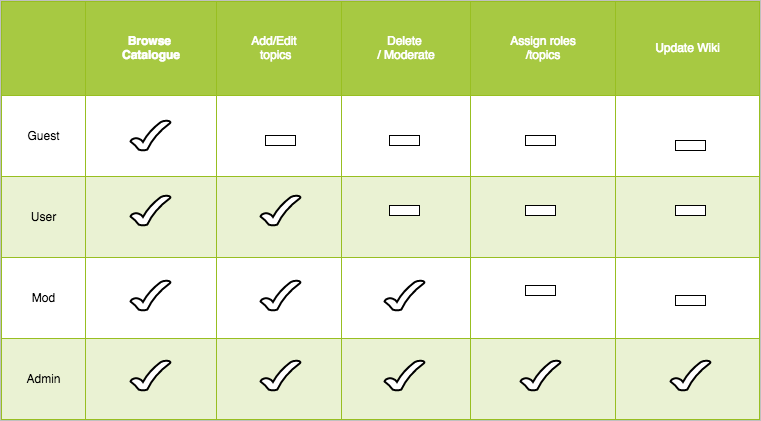 Browse
Catalogue
Add/Edit
topics
Delete
/ Moderate
Assign roles
/topics
Update Wiki
Guest
User
Mod
Admin